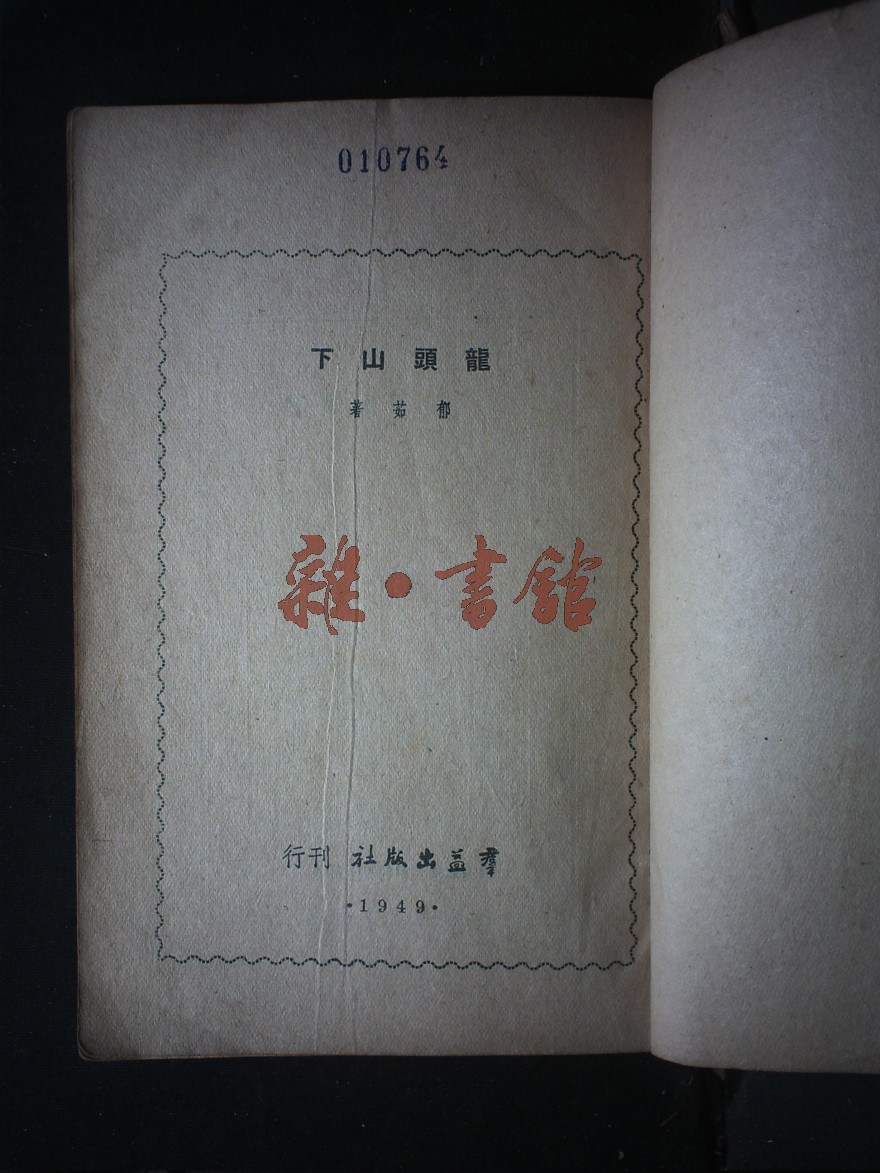 010764
龍頭山下
郁茹著
雜·書館
羣益出版社刊行
·1949·